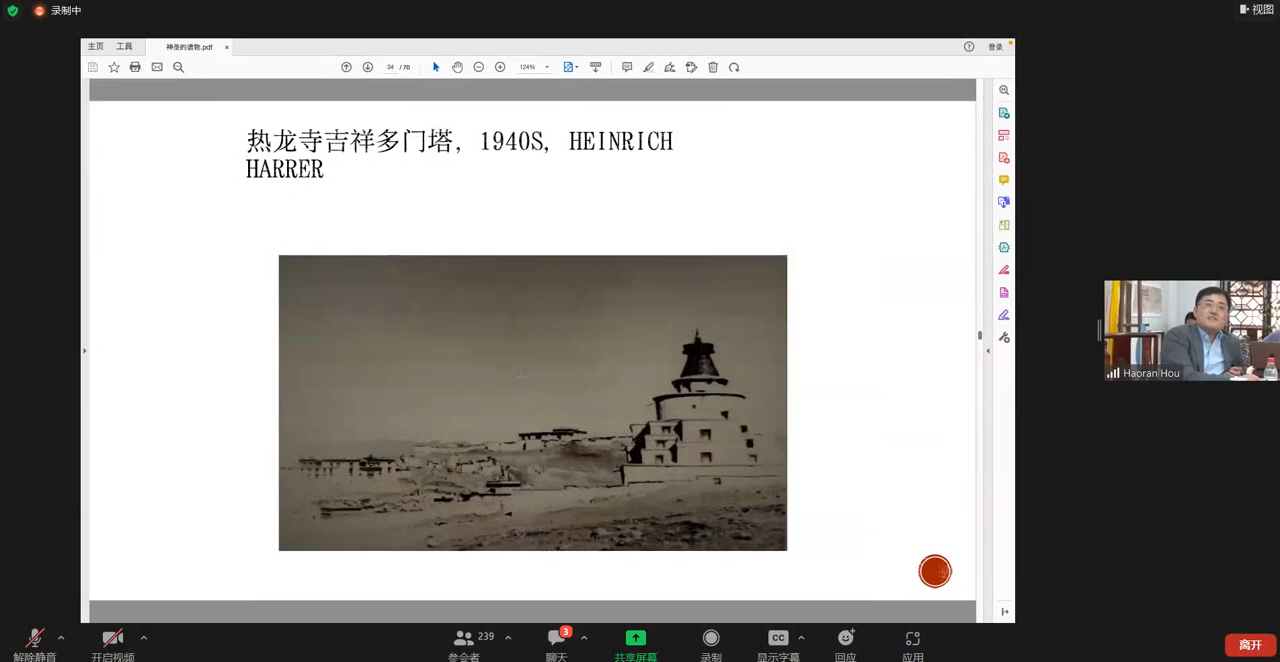 录制中
视图
主页
工具
神圣的遗物.pdf
×
登录
34 / 70
124%
热龙寺吉祥多门塔, 1940S, HEINRICH
HARRER
Haoran Hou
解除静音
开启视频
239
参会者
3
聊天
共享屏幕
录制
CC
显示字幕
回应
应用
离开